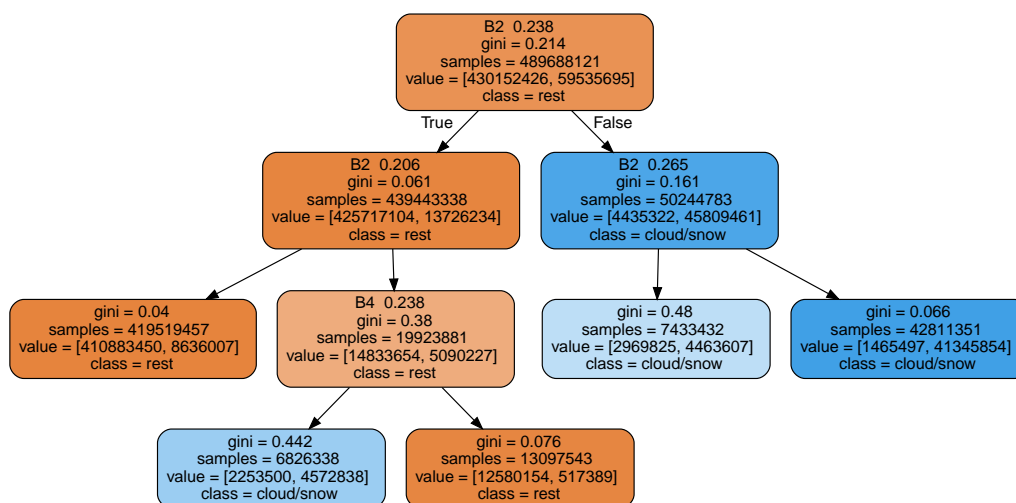 B2 0.238
gini = 0.214
samples = 489688121
value = [430152426, 59535695]
class = rest
True
False
B2 0.206
gini = 0.061
samples = 439443338
value = [425717104, 13726234]
class = rest
B2 0.265
gini = 0.161
samples = 50244783
value = [4435322, 45809461]
class = cloud/snow
gini = 0.04
samples = 419519457
value = [410883450, 8636007]
class = rest
B4 0.238
gini = 0.38
samples = 19923881
value = [14833654, 5090227]
class = rest
gini = 0.48
samples = 7433432
value = [2969825, 4463607]
class = cloud/snow
gini = 0.066
samples = 42811351
value = [1465497, 41345854]
class = cloud/snow
gini = 0.442
samples = 6826338
value = [2253500, 4572838]
class = cloud/snow
gini = 0.076
samples = 13097543
value = [12580154, 517389]
class = rest